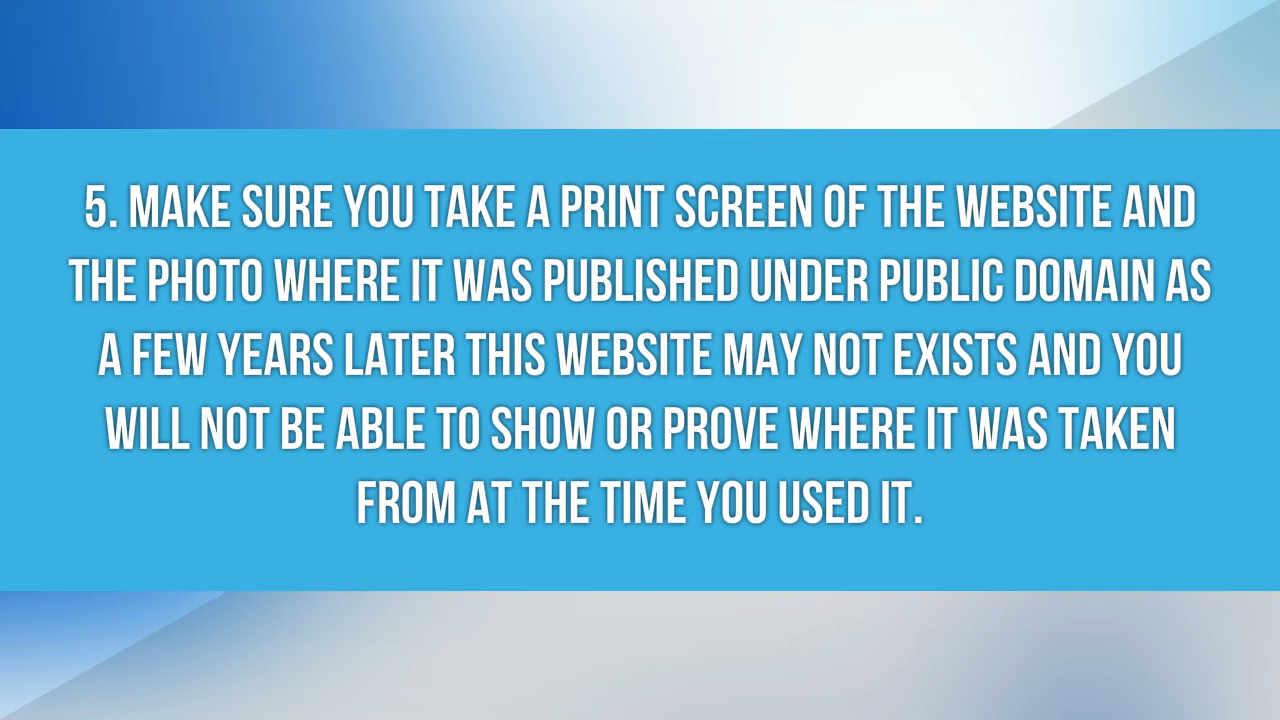 5. MAKE SURE YOU TAKE A PRINT SCREEN OF THE WEBSITE AND
THE PHOTO WHERE IT WAS PUBLISHED UNDER PUBLIC DOMAIN AS
A FEW YEARS LATER THIS WEBSITE MAY NOT EXISTS AND YOU
WILL NOT BE ABLE TO SHOW OR PROVE WHERE IT WAS TAKEN
FROM AT THE TIME YOU USED IT.